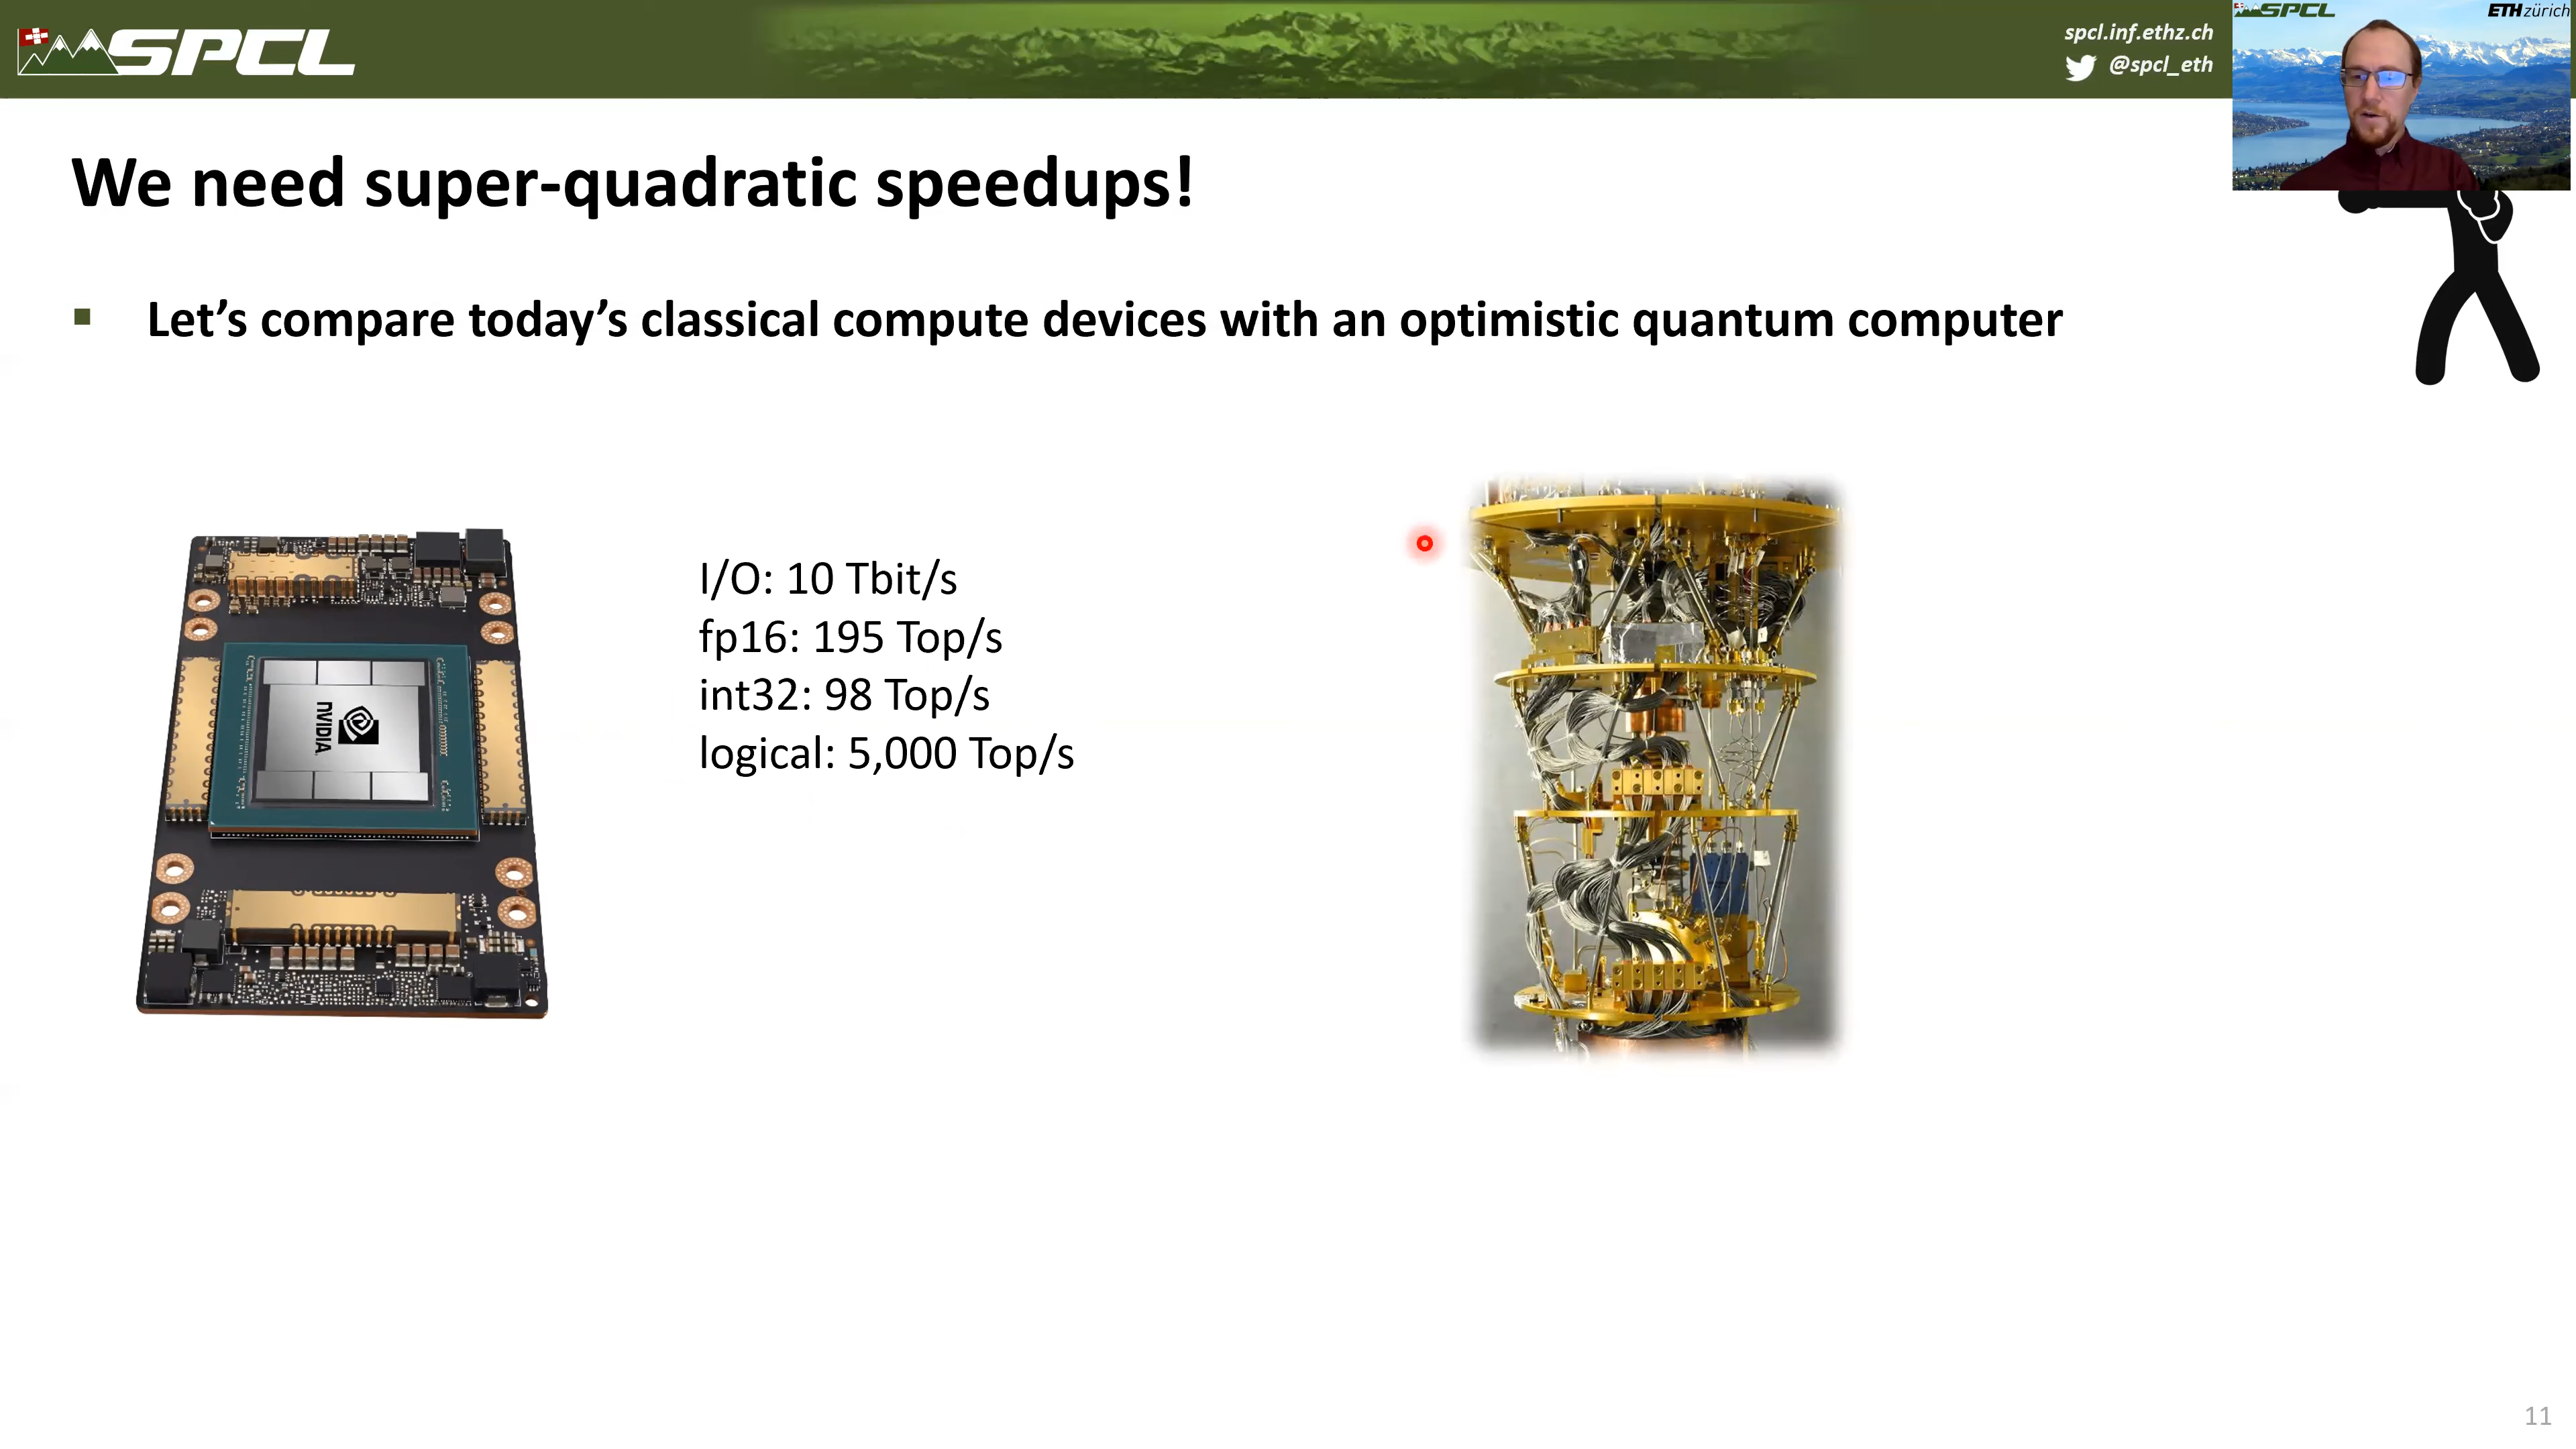 SPCL
spcl.inf.ethz.ch
@spcl_eth
SPCL
ETH zürich
We need super-quadratic speedups!
Let’s compare today’s classical compute devices with an optimistic quantum computer
I/O: 10 Tbit/s
fp16: 195 Top/s
int32: 98 Top/s
logical: 5,000 Top/s
NVIDIA
11